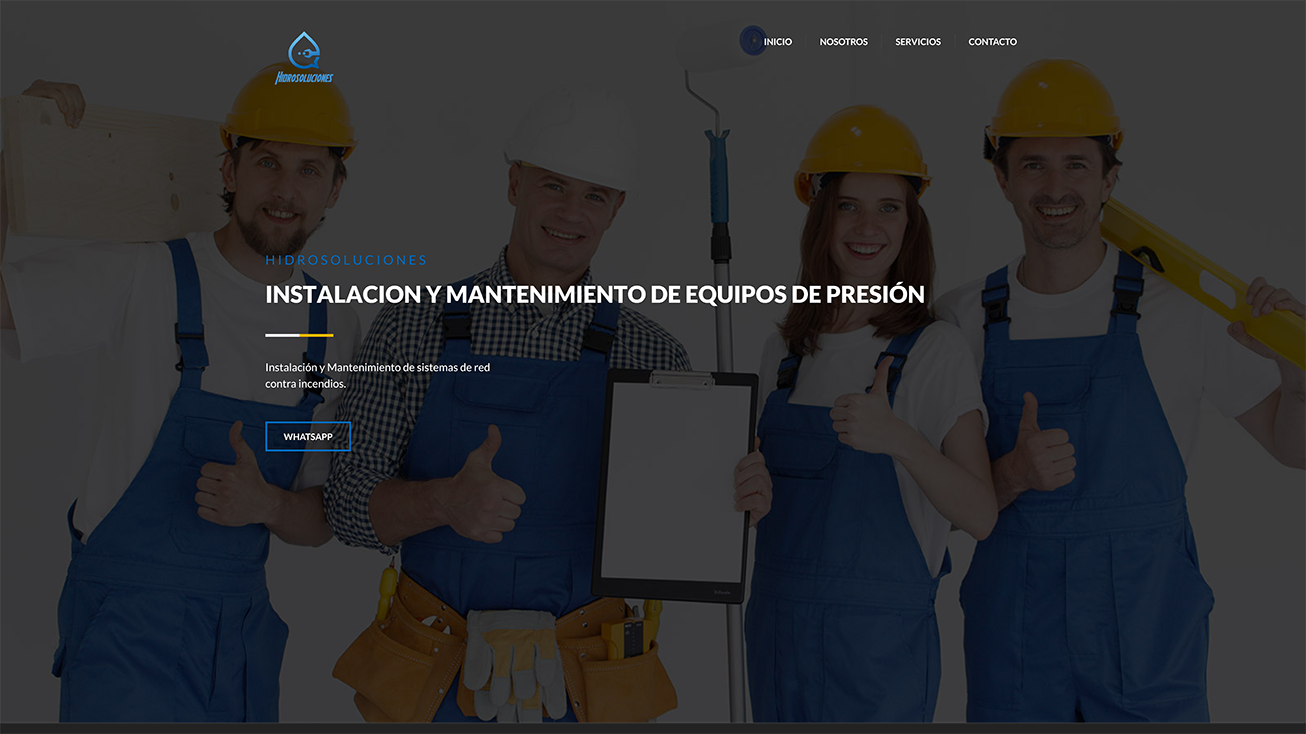 HIDROSOLUCIONES
INICIO
NOSOTROS
SERVICIOS
CONTACTO
HIDROSOLUCIONES
INSTALACION Y MANTENIMIENTO DE EQUIPOS DE PRESIÓN
Instalación y Mantenimiento de sistemas de red
contra incendios.
WHATSAPP